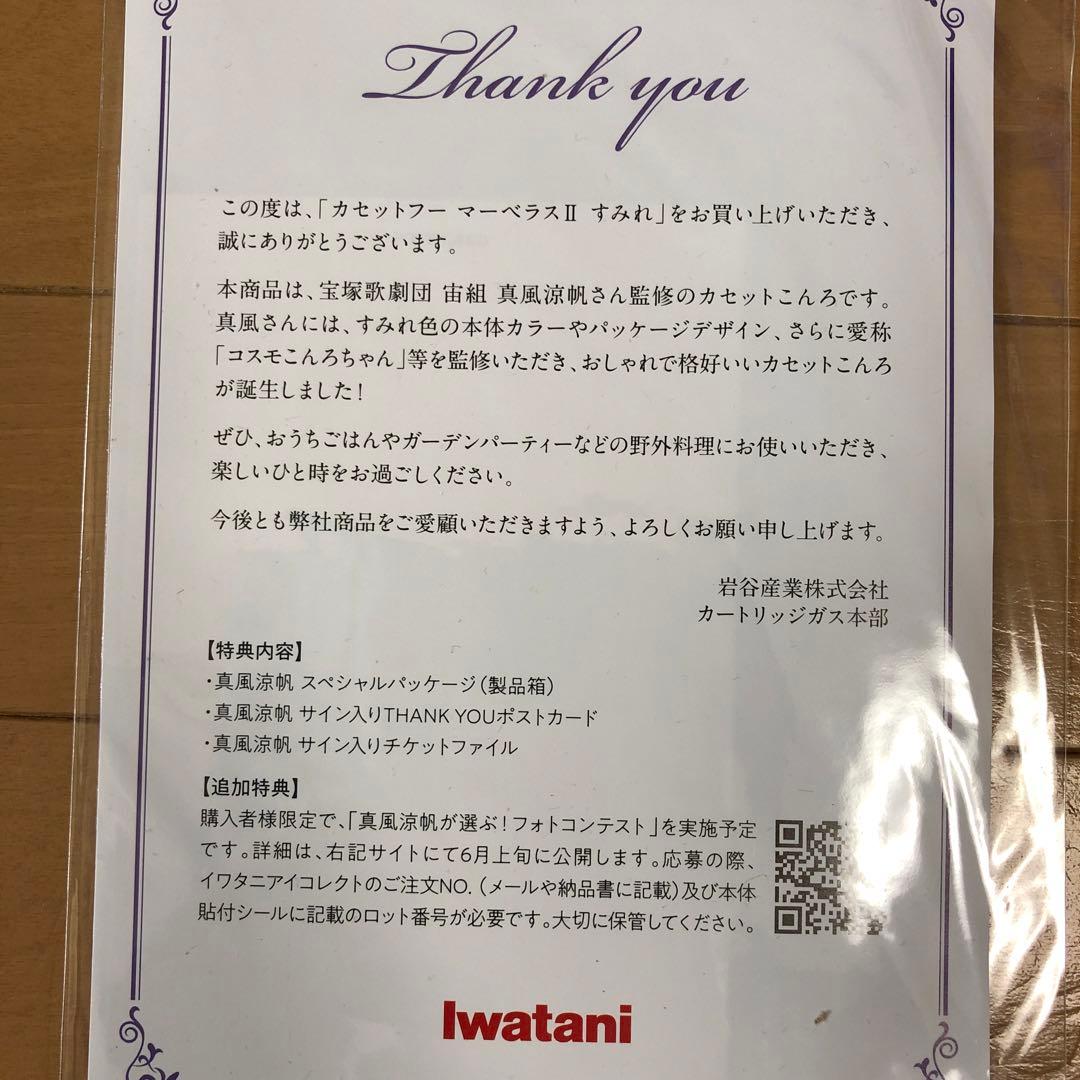 Thank you
この度は、「カセットフー マーベラスⅡ すみれ」をお買い上げいただき、
誠にありがとうございます。
本商品は、宝塚歌劇団 宙組 真風涼帆さん監修のカセットこんろです。
真風さんには、すみれ色の本体カラーやパッケージデザイン、さらに愛称
「コスモこんろちゃん」等を監修いただき、おしゃれで格好いいカセットこんろ
が誕生しました!
ぜひ、おうちごはんやガーデンパーティーなどの野外料理にお使いいただき、
楽しいひと時をお過ごしください。
今後とも弊社商品をご愛顧いただきますよう、よろしくお願い申し上げます。
岩谷産業株式会社
カートリッジガス本部
【特典内容】
・真風涼帆 スペシャルパッケージ(製品箱)
・真風涼帆 サイン入りTHANK YOUポストカード
・真風涼帆 サイン入りチケットファイル
【追加特典】
購入者様限定で、「真風涼帆が選ぶ!フォトコンテスト」を実施予定
です。詳細は、右記サイトにて6月上旬に公開します。応募の際、
イワタニアイコレクトのご注文NO.(メールや納品書に記載)及び本体
貼付シールに記載のロット番号が必要です。大切に保管してください。
Iwatani